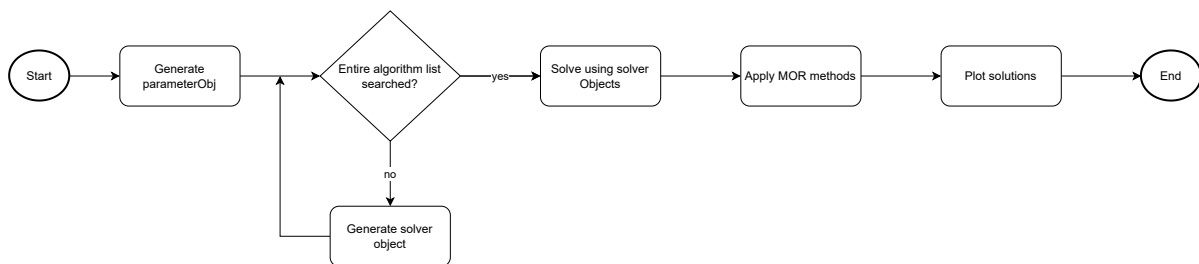 Start
Generate
parameterObj
Entire algorithm list
searched?
yes
Solve using solver
Objects
Apply MOR methods
Plot solutions
End
no
Generate solver
object